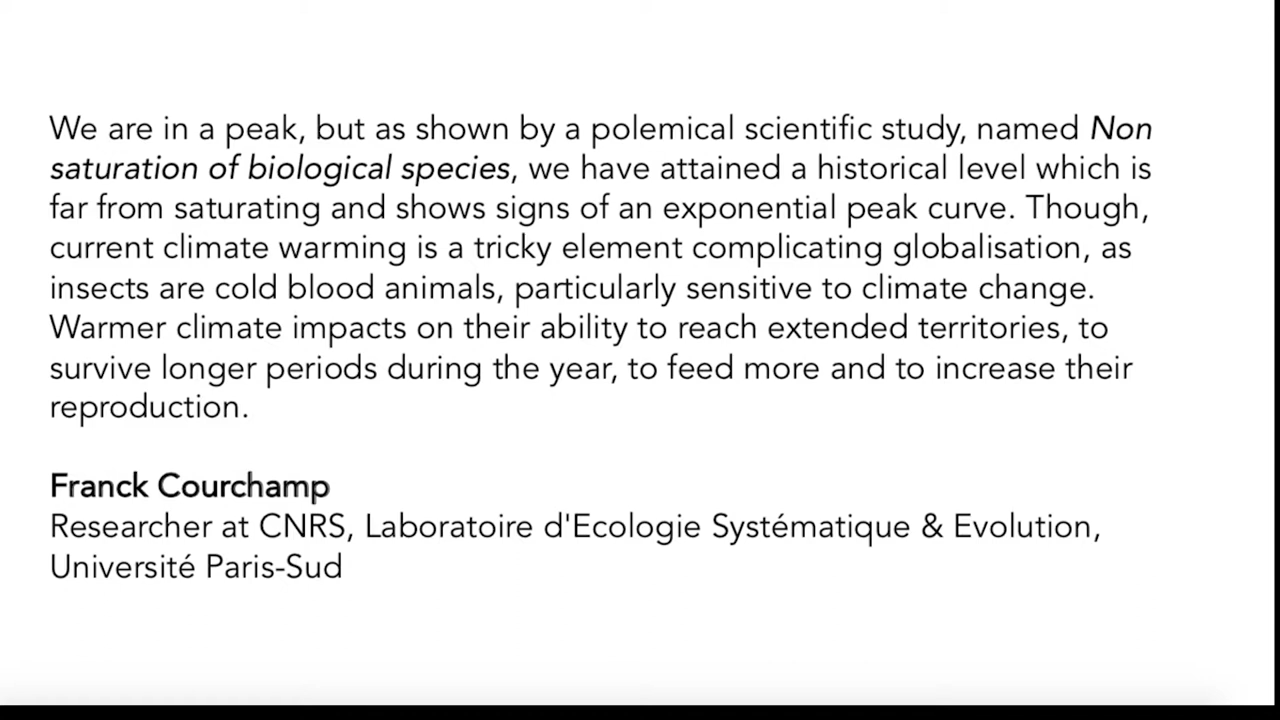 We are in a peak, but as shown by a polemical scientific study, named Non
saturation of biological species, we have attained a historical level which is
far from saturating and shows signs of an exponential peak curve. Though,
current climate warming is a tricky element complicating globalisation, as
insects are cold blood animals, particularly sensitive to climate change.
Warmer climate impacts on their ability to reach extended territories, to
survive longer periods during the year, to feed more and to increase their
reproduction.
Franck Courchamp
Researcher at CNRS, Laboratoire d'Ecologie Systématique & Evolution,
Université Paris-Sud